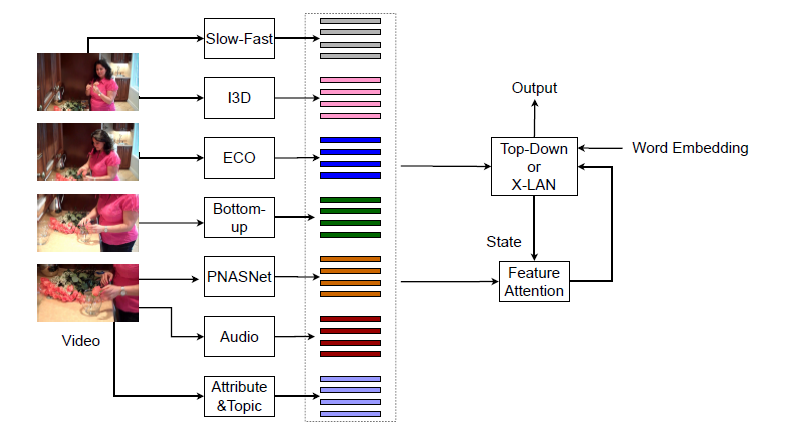 Slow-Fast
I3D
ECO
Bottom-
up
PNASNet
Audio
Attribute
&Topic
Video
Output
Top-Down
or
X-LAN
Word Embedding
State
Feature
Attention